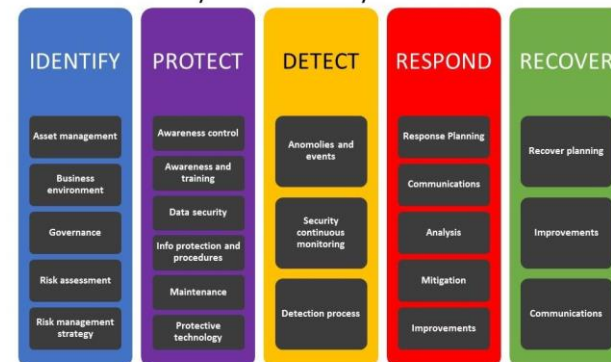 IDENTIFY
Asset management
Business
environment
Governance
Risk assessment
Risk management
strategy
PROTECT
Awareness control
Awareness and
training
Data security
Info protection and
procedures
Maintenance
Protective
technology
DETECT
Anomolies and
events
Security
continuous
monitoring
Detection process
RESPOND
Response Planning
Communications
Analysis
Mitigation
Improvements
RECOVER
Recover planning
Improvements
Communications